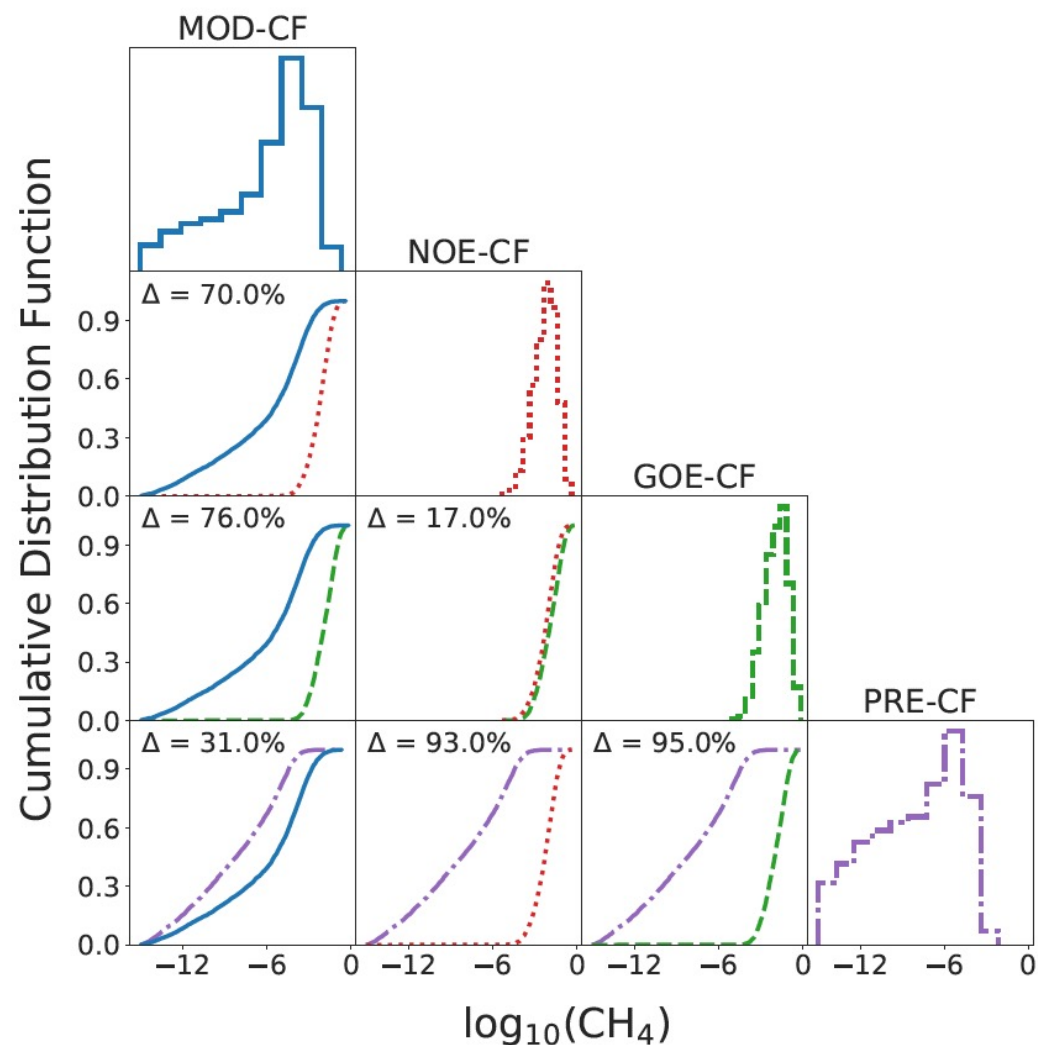 MOD-CF
NOE-CF
Δ = 70.0%
0.9
0.6
0.3
0.0
GOE-CF
Δ = 76.0%
Δ = 17.0%
0.9
0.6
0.3
0.0
PRE-CF
Δ = 31.0%
Δ = 93.0%
Δ = 95.0%
0.9
0.6
0.3
0.0
−12 −6 0 −12 −6 0 −12 −6 0 −12 −6 0
Cumulative Distribution Function
log₁₀(CH₄)